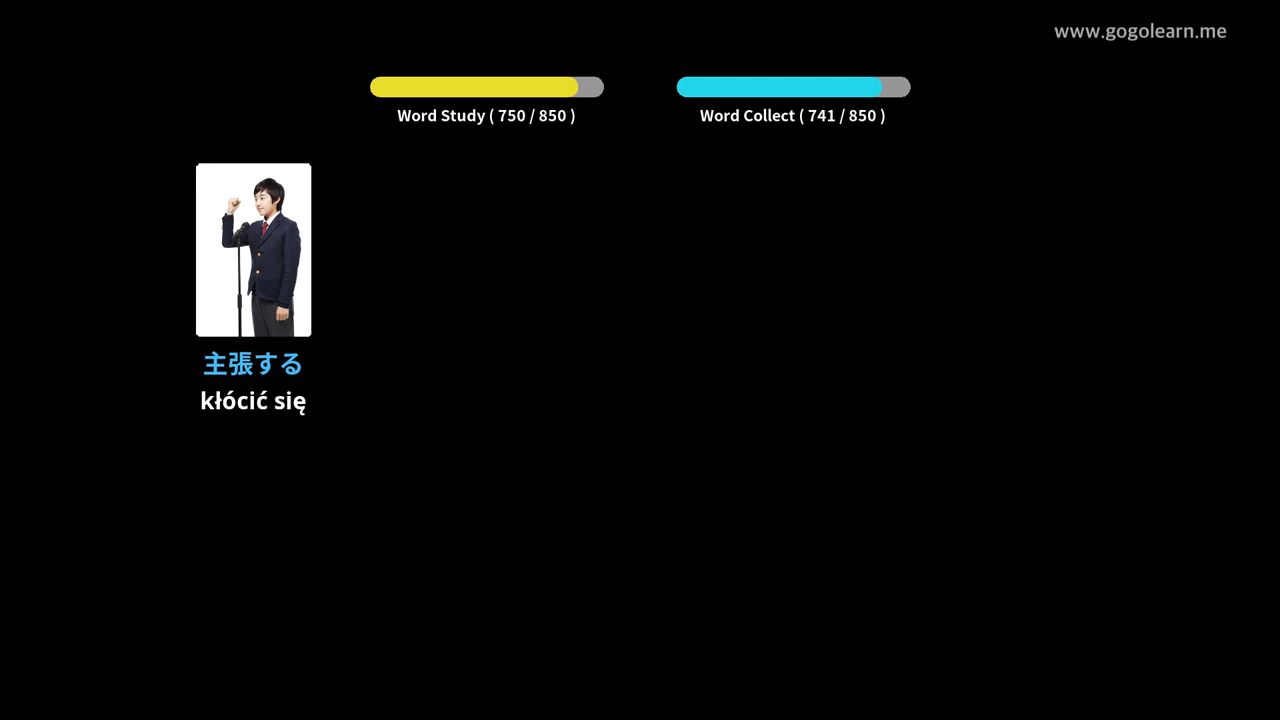 www.gogolearn.me
Word Study ( 750 / 850 )
Word Collect ( 741 / 850 )
主張する
kłócić się